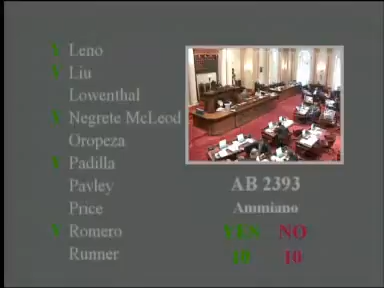 Y Leno
Y Liu
Lowenthal
Y Negrete McLeod
Oropeza
Y Padilla
Pavley
Price
Y Romero
Runner
AB 2393
Ammiano
YES NO
10 10